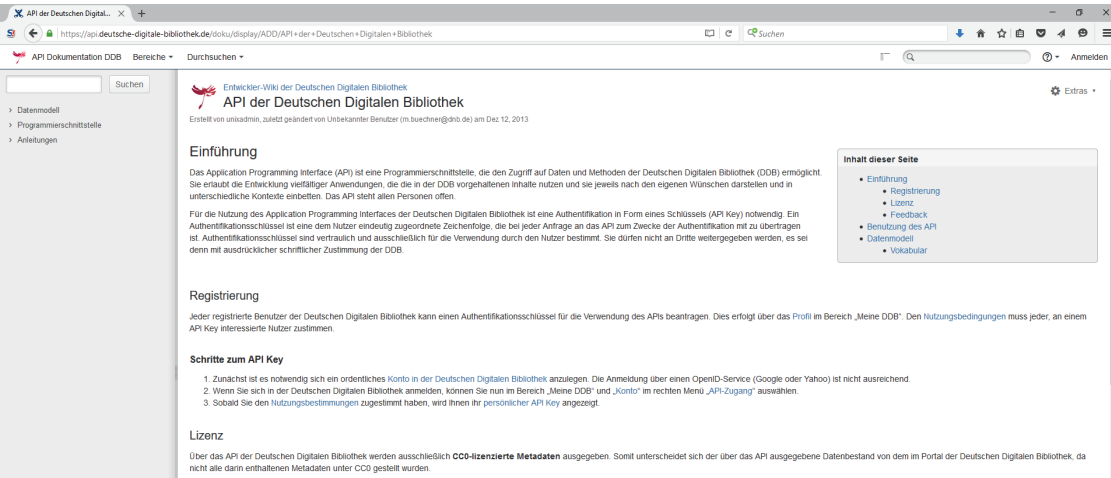 API der Deutschen Digital...
https://api.deutsche-digitale-bibliothek.de/doku/display/ADD/API+der+Deutschen+Digitalen+Bibliothek
Suchen
API Dokumentation DDB Bereiche Durchsuchen Anmelden
Suchen
Datenmodell
Programmierschnittstelle
Anleitungen
Entwickler-Wiki der Deutschen Digitalen Bibliothek
API der Deutschen Digitalen Bibliothek
Extras
Erstellt von unixadmin, zuletzt geändert von Unbekannter Benutzer (m.buechner@dnb.de) am Dez 12, 2013
Einführung
Das Application Programming Interface (API) ist eine Programmierschnittstelle, die den Zugriff auf Daten und Methoden der Deutschen Digitalen Bibliothek (DDB) ermöglicht.
Sie erlaubt die Entwicklung vielfältiger Anwendungen, die die in der DDB vorgehaltenen Inhalte nutzen und sie jeweils nach den eigenen Wünschen darstellen und in
unterschiedliche Kontexte einbetten. Das API steht allen Personen offen.
Für die Nutzung des Application Programming Interfaces der Deutschen Digitalen Bibliothek ist eine Authentifikation in Form eines Schlüssels (API Key) notwendig. Ein
Authentifikationsschlüssel ist eine dem Nutzer eindeutig zugeordnete Zeichenfolge, die bei jeder Anfrage an das API zum Zwecke der Authentifikation mit zu übertragen
ist. Authentifikationsschlüssel sind vertraulich und ausschließlich für die Verwendung durch den Nutzer bestimmt. Sie dürfen nicht an Dritte weitergegeben werden, es sei
denn mit ausdrücklicher schriftlicher Zustimmung der DDB.
Inhalt dieser Seite
Einführung
Registrierung
Lizenz
Feedback
Benutzung des API
Datenmodell
Vokabular
Registrierung
Jeder registrierte Benutzer der Deutschen Digitalen Bibliothek kann einen Authentifikationsschlüssel für die Verwendung des APIs beantragen. Dies erfolgt über das Profil im Bereich „Meine DDB“. Den Nutzungsbedingungen muss jeder, an einem
API Key interessierte Nutzer zustimmen.
Schritte zum API Key
1. Zunächst ist es notwendig sich ein ordentliches Konto in der Deutschen Digitalen Bibliothek anzulegen. Die Anmeldung über einen OpenID-Service (Google oder Yahoo) ist nicht ausreichend.
2. Wenn Sie sich in der Deutschen Digitalen Bibliothek anmelden, können Sie nun im Bereich „Meine DDB“ und „Konto“ im rechten Menü „API-Zugang“ auswählen.
3. Sobald Sie den Nutzungsbestimmungen zugestimmt haben, wird Ihnen ihr persönlicher API Key angezeigt.
Lizenz
Über das API der Deutschen Digitalen Bibliothek werden ausschließlich CC0-lizenzierte Metadaten ausgegeben. Somit unterscheidet sich der über das API ausgegebene Datenbestand von dem im Portal der Deutschen Digitalen Bibliothek, da
nicht alle darin enthaltenen Metadaten unter CC0 gestellt wurden.